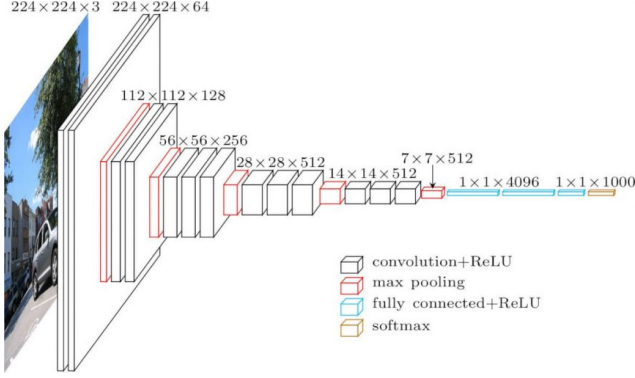 224×224×3
224×224×64
112×112×128
56×56×256
28×28×512
14×14×512
7×7×512
1×1×4096
1×1×1000
convolution+ReLU
max pooling
fully connected+ReLU
softmax